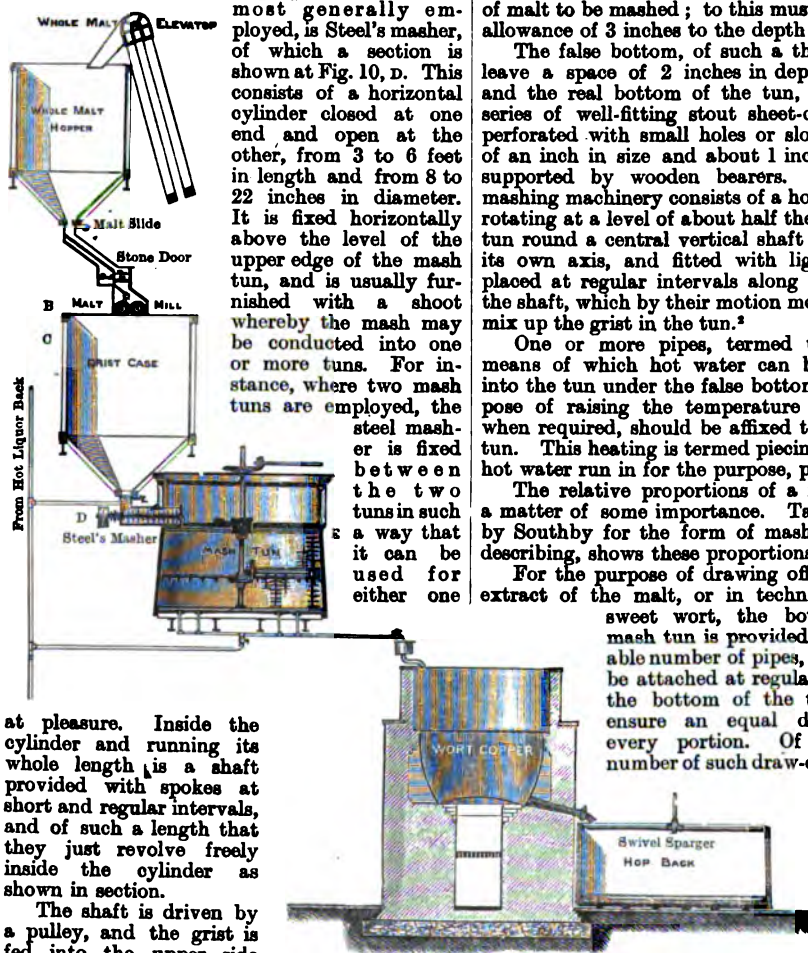 WHOLE MALT
ELEVATOR
WHOLE MALT
HOPPER
Malt Slide
Stone Door
B MALT MILL
C
GRIST CASE
From Hot Liquor Back
D
Steel's Masher
MASH TUN
WORT COPPER
Swivel Sparger
HOP BACK
most generally em-
ployed, is Steel's masher,
of which a section is
shown at Fig. 10, D. This
consists of a horizontal
cylinder closed at one
end and open at the
other, from 3 to 6 feet
in length and from 8 to
22 inches in diameter.
It is fixed horizontally
above the level of the
upper edge of the mash
tun, and is usually fur-
nished with a shoot
whereby the mash may
be conducted into one
or more tuns. For in-
stance, where two mash
tuns are employed, the
steel mash-
er is fixed
between
the two
tuns in such
a way that
it can be
used for
either one
at pleasure. Inside the
cylinder and running its
whole length is a shaft
provided with spokes at
short and regular intervals,
and of such a length that
they just revolve freely
inside the cylinder as
shown in section.
The shaft is driven by
a pulley, and the grist is
fed into the upper side
of malt to be mashed; to this must
allowance of 3 inches to the depth
The false bottom, of such a th
leave a space of 2 inches in dep
and the real bottom of the tun,
series of well-fitting stout sheet-c
perforated with small holes or slo
of an inch in size and about 1 inc
supported by wooden bearers.
mashing machinery consists of a ho
rotating at a level of about half the
tun round a central vertical shaft
its own axis, and fitted with lig
placed at regular intervals along
the shaft, which by their motion mo
mix up the grist in the tun.²
One or more pipes, termed
means of which hot water can b
into the tun under the false bottor
pose of raising the temperature
when required, should be affixed t
tun. This heating is termed piecin
hot water run in for the purpose, p
The relative proportions of a
a matter of some importance. Ta
by Southby for the form of mash
describing, shows these proportions
For the purpose of drawing off
extract of the malt, or in techn
sweet wort, the bo
mash tun is provided
able number of pipes,
be attached at regula
the bottom of the t
ensure an equal d
every portion. Of
number of such draw-o